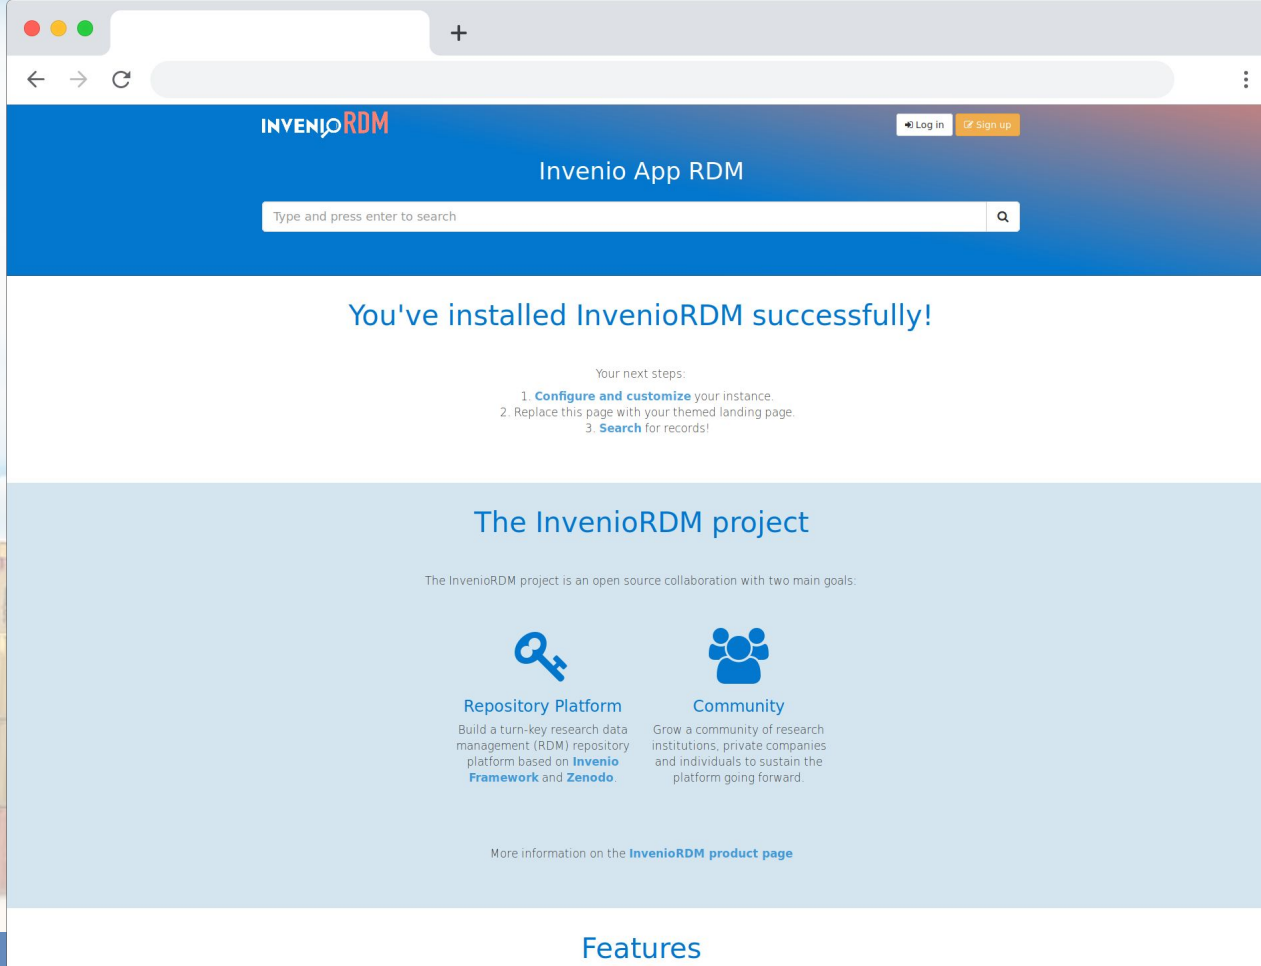 INVENIO RDM
Log in
Sign up
Invenio App RDM
Type and press enter to search
You've installed InvenioRDM successfully!
Your next steps:
1. Configure and customize your instance.
2. Replace this page with your themed landing page.
3. Search for records!
The InvenioRDM project
The InvenioRDM project is an open source collaboration with two main goals:
Repository Platform
Build a turn-key research data
management (RDM) repository
platform based on Invenio
Framework and Zenodo.
Community
Grow a community of research
institutions, private companies
and individuals to sustain the
platform going forward.
More information on the InvenioRDM product page
Features